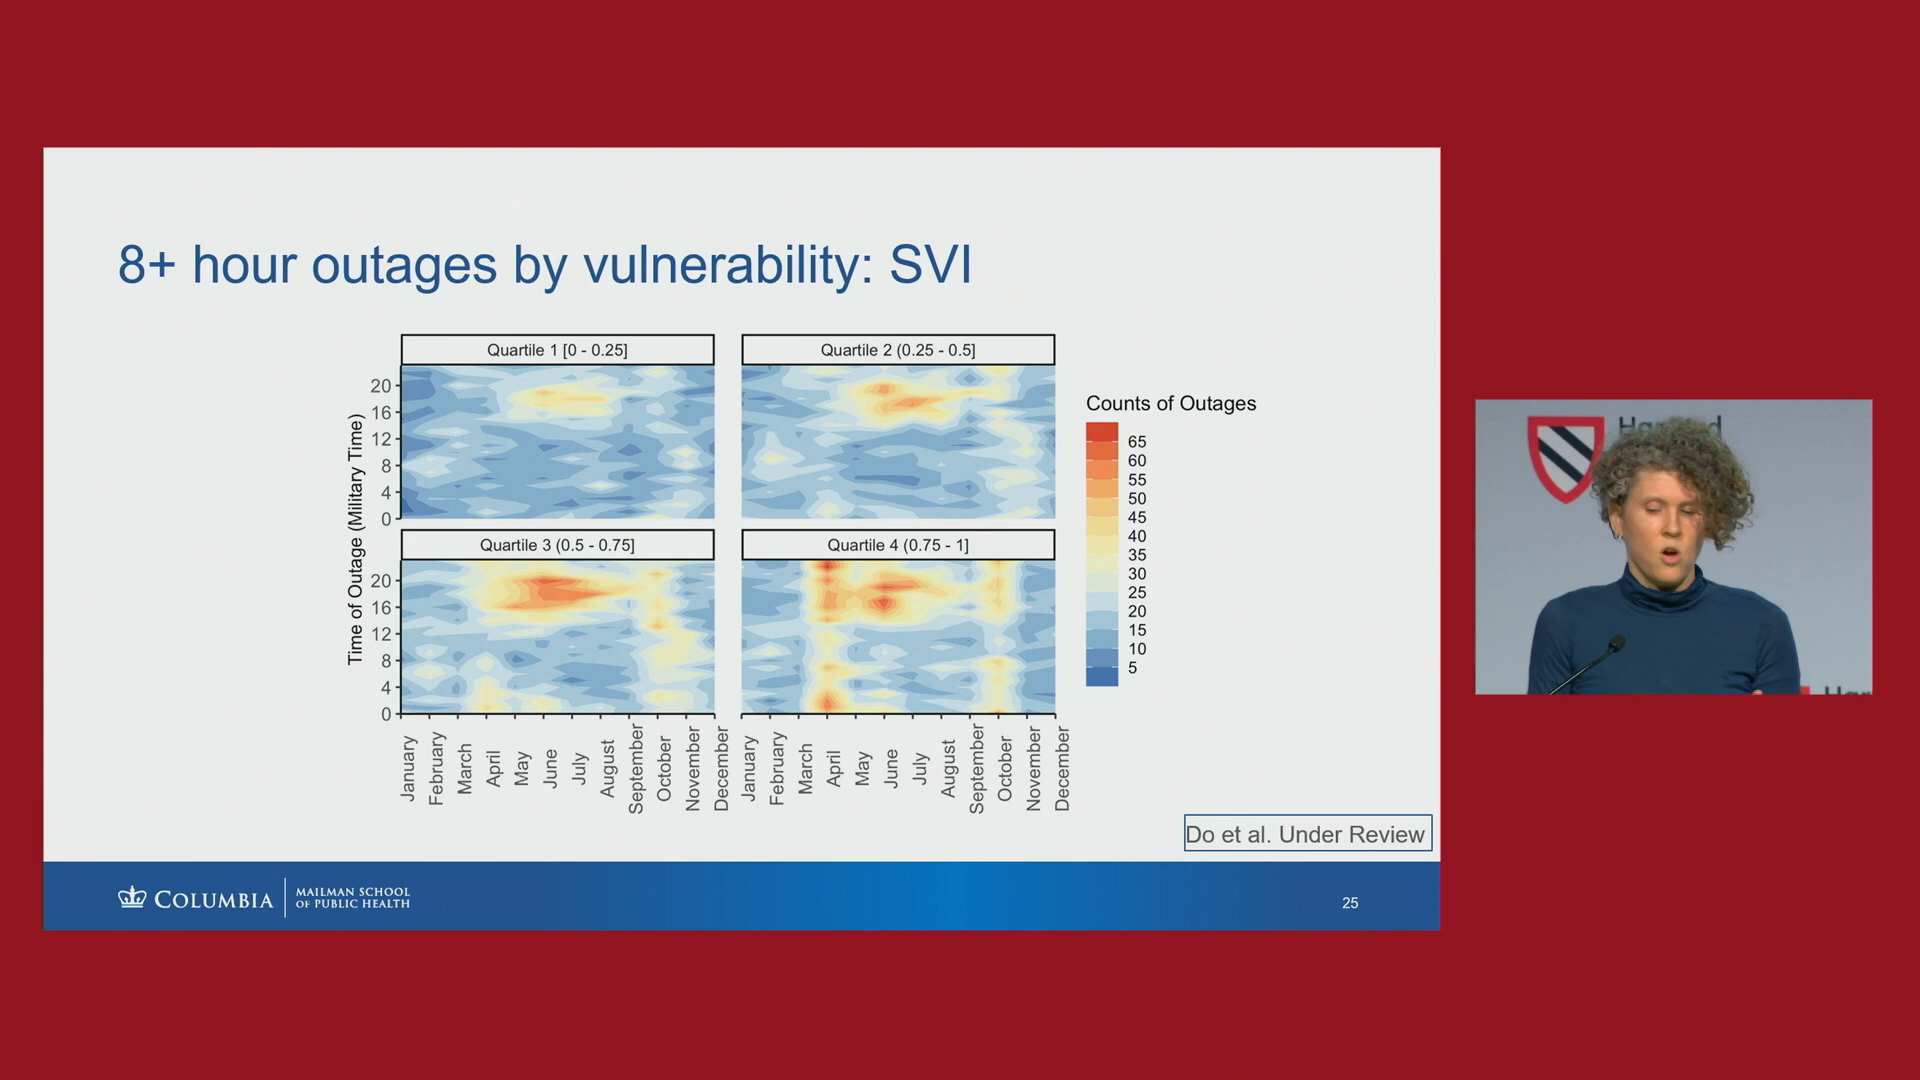 8+ hour outages by vulnerability: SVI
Quartile 1 [0 - 0.25]
Quartile 2 (0.25 - 0.5]
20
16
12
8
4
0
Quartile 3 (0.5 - 0.75]
Quartile 4 (0.75 - 1]
20
16
12
8
4
0
Time of Outage (Military Time)
January
February
March
April
May
June
July
August
September
October
November
December
January
February
March
April
May
June
July
August
September
October
November
December
Counts of Outages
65
60
55
50
45
40
35
30
25
20
15
10
5
Do et al. Under Review
COLUMBIA
MAILMAN SCHOOL
OF PUBLIC HEALTH
25